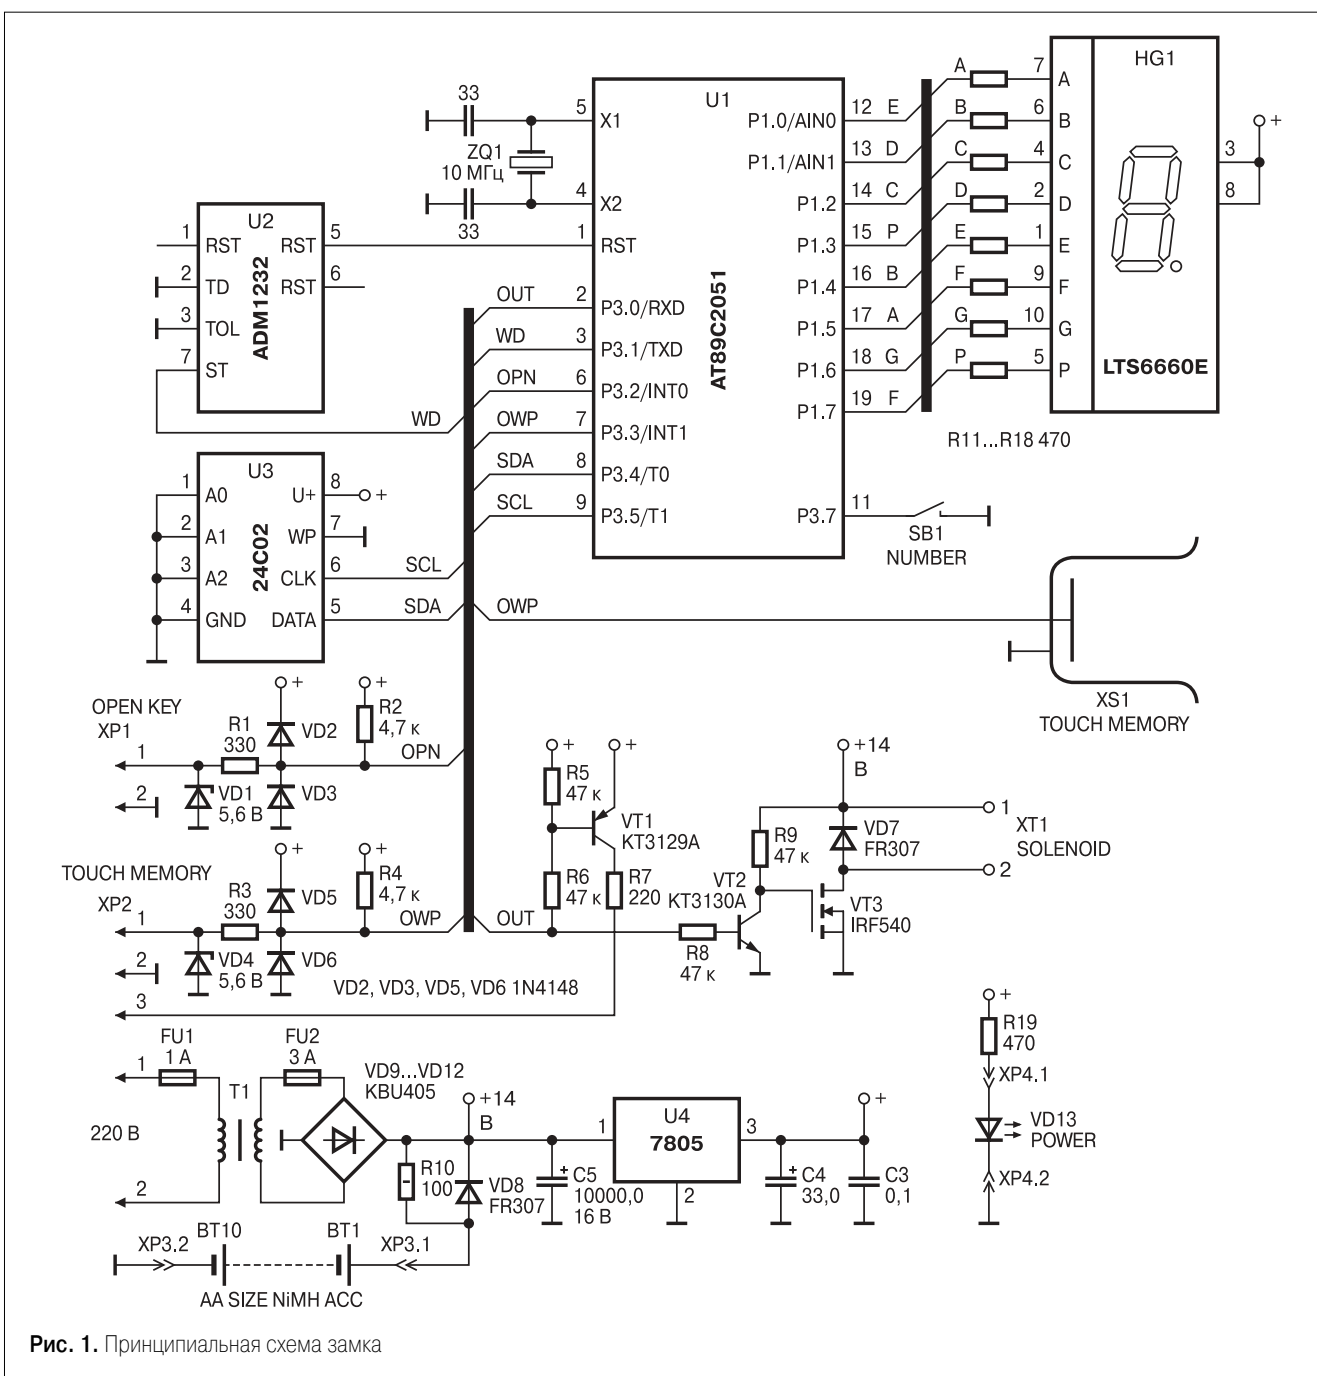 HG1
U1
AT89C2051
5 X1
4 X2
1 RST
2 P3.0/RXD
3 P3.1/TXD
6 P3.2/INT0
7 P3.3/INT1
8 P3.4/T0
9 P3.5/T1
P1.0/AIN0 12 E
P1.1/AIN1 13 D
P1.2 14 C
P1.3 15 P
P1.4 16 B
P1.5 17 A
P1.6 18 G
P1.7 19 F
P3.7 11
A 7 A
B 6 B
C 4 C
D 2 D
E 1 E
F 9 F
G 10 G
P 5 P
LTS6660E
3
8
+
R11...R18 470
33
ZQ1
10 МГц
33
U2
ADM1232
1 RST
2 TD
3 TOL
7 ST
RST 5
RST 6
OUT
WD
OPN
OWP
SDA
SCL
WD
U3
24C02
1 A0
2 A1
3 A2
4 GND
U+ 8 +
WP 7
CLK 6 SCL
DATA 5 SDA
OWP
SB1
NUMBER
XS1
TOUCH MEMORY
OPEN KEY
XP1
1
2
R1
330
+
VD2
+
R2
4,7 к
OPN
VD1
5,6 В
VD3
TOUCH MEMORY
XP2
1
2
3
R3
330
+
VD5
+
R4
4,7 к
OWP
VD4
5,6 В
VD6
VD2, VD3, VD5, VD6 1N4148
OUT
+
R5
47 к
+
VT1
KT3129A
R6
47 к
R7
220
R8
47 к
VT2
KT3130A
R9
47 к
+14
В
VD7
FR307
VT3
IRF540
1
2
XT1
SOLENOID
FU1
1 А
1
220 В
2
T1
FU2
3 А
VD9...VD12
KBU405
+14
В
R10
100
VD8
FR307
+
C5
10000,0
16 В
1
U4
7805
3
2
+
C4
33,0
+
C3
0,1
+
R19
470
XP4.1
VD13
POWER
XP4.2
XP3.2
BT10
BT1
XP3.1
AA SIZE NiMH ACC
Рис. 1. Принципиальная схема замка